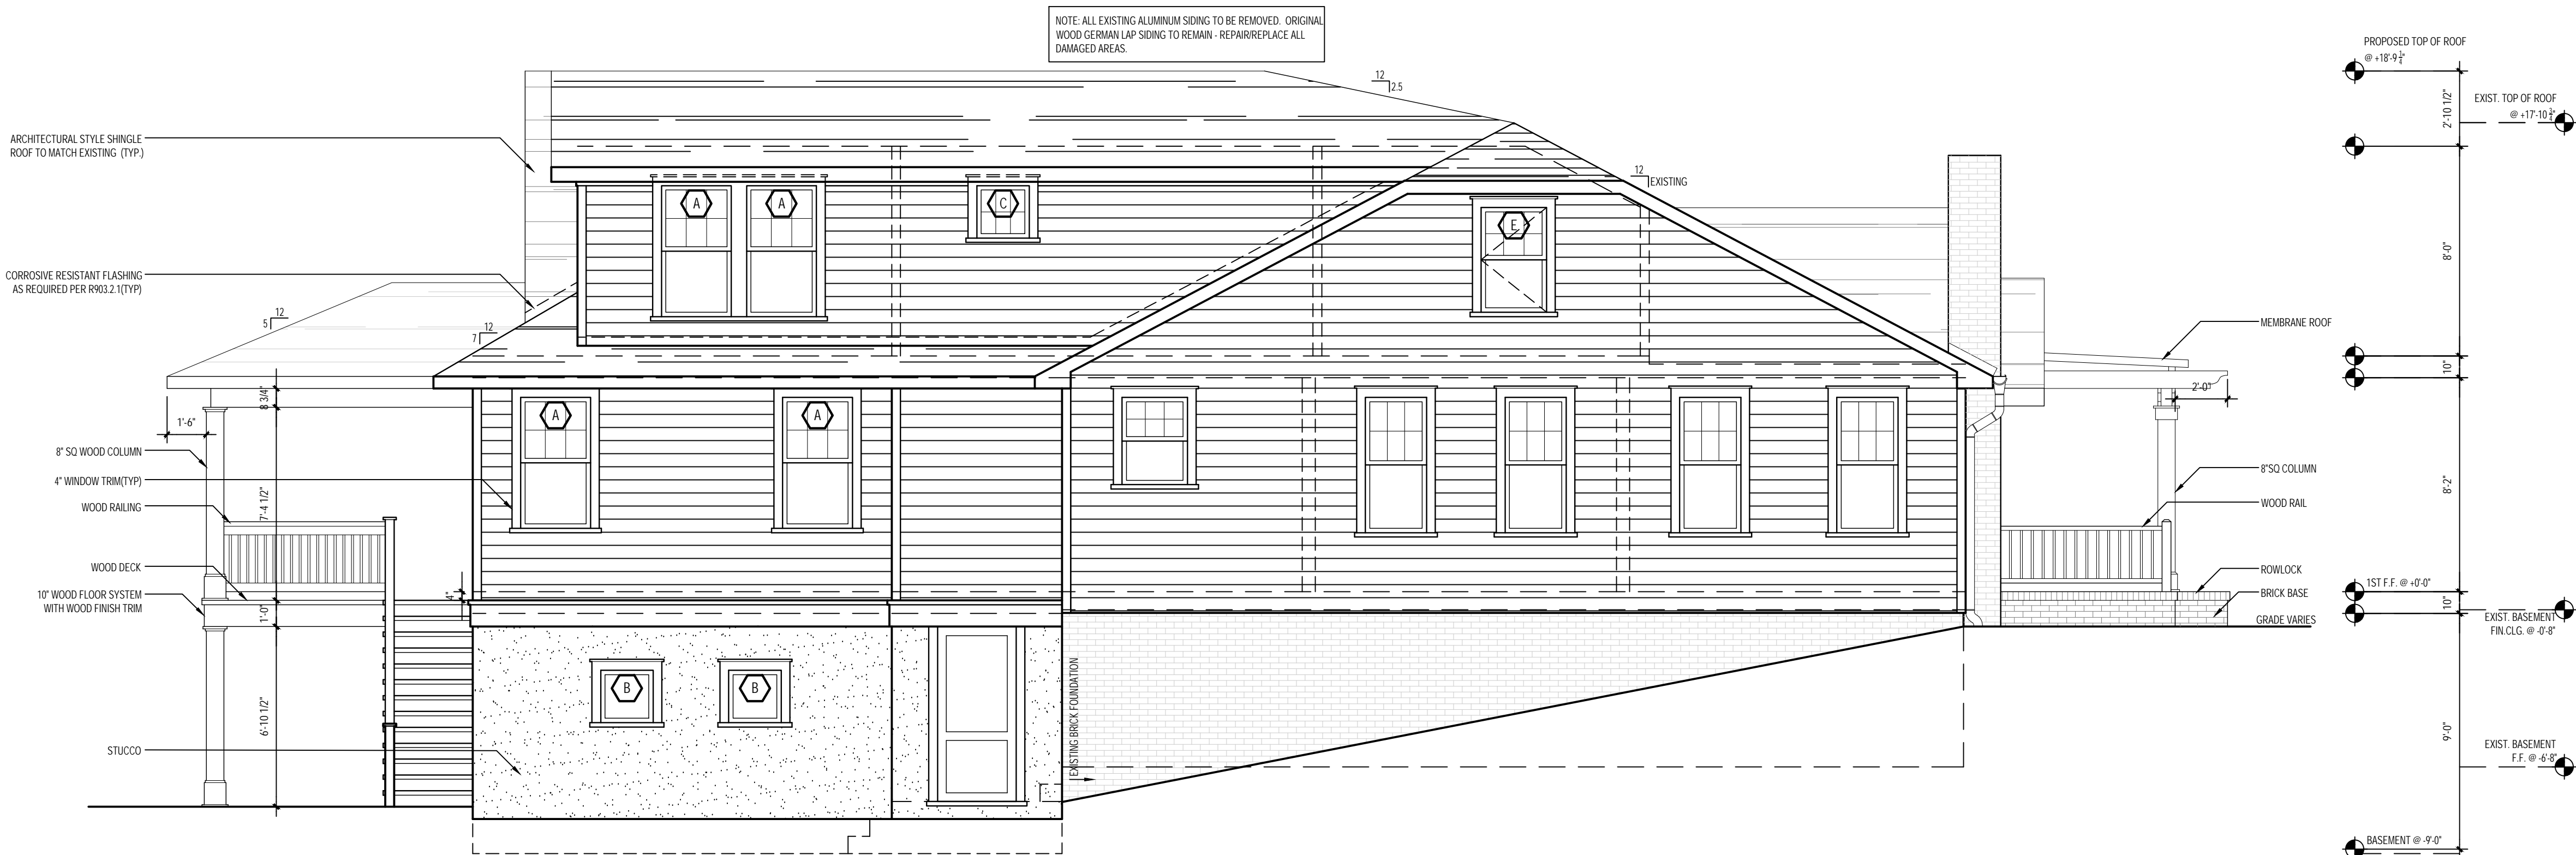 NOTE: ALL EXISTING ALUMINUM SIDING TO BE REMOVED. ORIGINAL
WOOD GERMAN LAP SIDING TO REMAIN - REPAIR/REPLACE ALL
DAMAGED AREAS.
PROPOSED TOP OF ROOF
@ +18'-9 1/4"
EXIST. TOP OF ROOF
@ +17'-10 3/4"
2'-10 1/2"
12
2.5
ARCHITECTURAL STYLE SHINGLE
ROOF TO MATCH EXISTING (TYP.)
12
EXISTING
A
A
C
E
8'-0"
CORROSIVE RESISTANT FLASHING
AS REQUIRED PER R903.2.1(TYP)
12
5
12
7
MEMBRANE ROOF
10"
2'-0"
8 3/4"
1'-6"
A
A
8" SQ WOOD COLUMN
4" WINDOW TRIM(TYP)
WOOD RAILING
7'-4 1/2"
8'-2"
8"SQ COLUMN
WOOD RAIL
WOOD DECK
10" WOOD FLOOR SYSTEM
WITH WOOD FINISH TRIM
1'-0"
4"
ROWLOCK
BRICK BASE
GRADE VARIES
1ST F.F. @ +0'-0"
10"
EXIST. BASEMENT
FIN.CLG. @ -0'-8"
B
B
6'-10 1/2"
STUCCO
EXISTING BRICK FOUNDATION
9'-0"
EXIST. BASEMENT
F.F. @ -6'-8"
BASEMENT @ -9'-0"